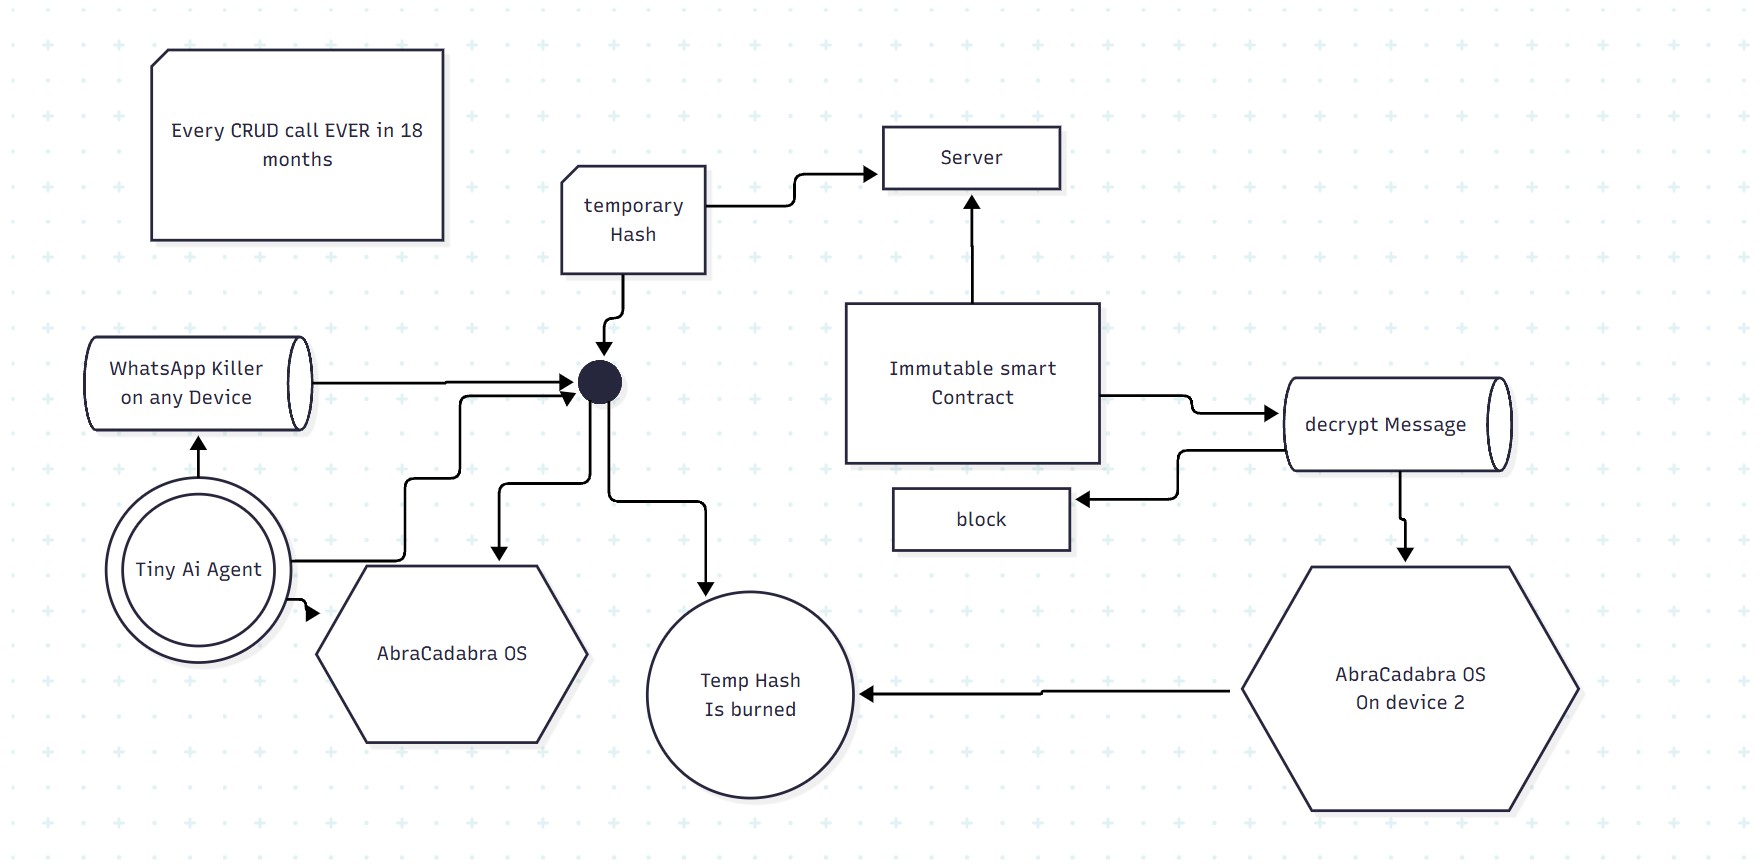 Every CRUD call EVER in 18
months
Server
temporary
Hash
WhatsApp Killer
on any Device
Immutable smart
Contract
decrypt Message
block
Tiny Ai Agent
AbraCadabra OS
Temp Hash
Is burned
AbraCadabra OS
On device 2